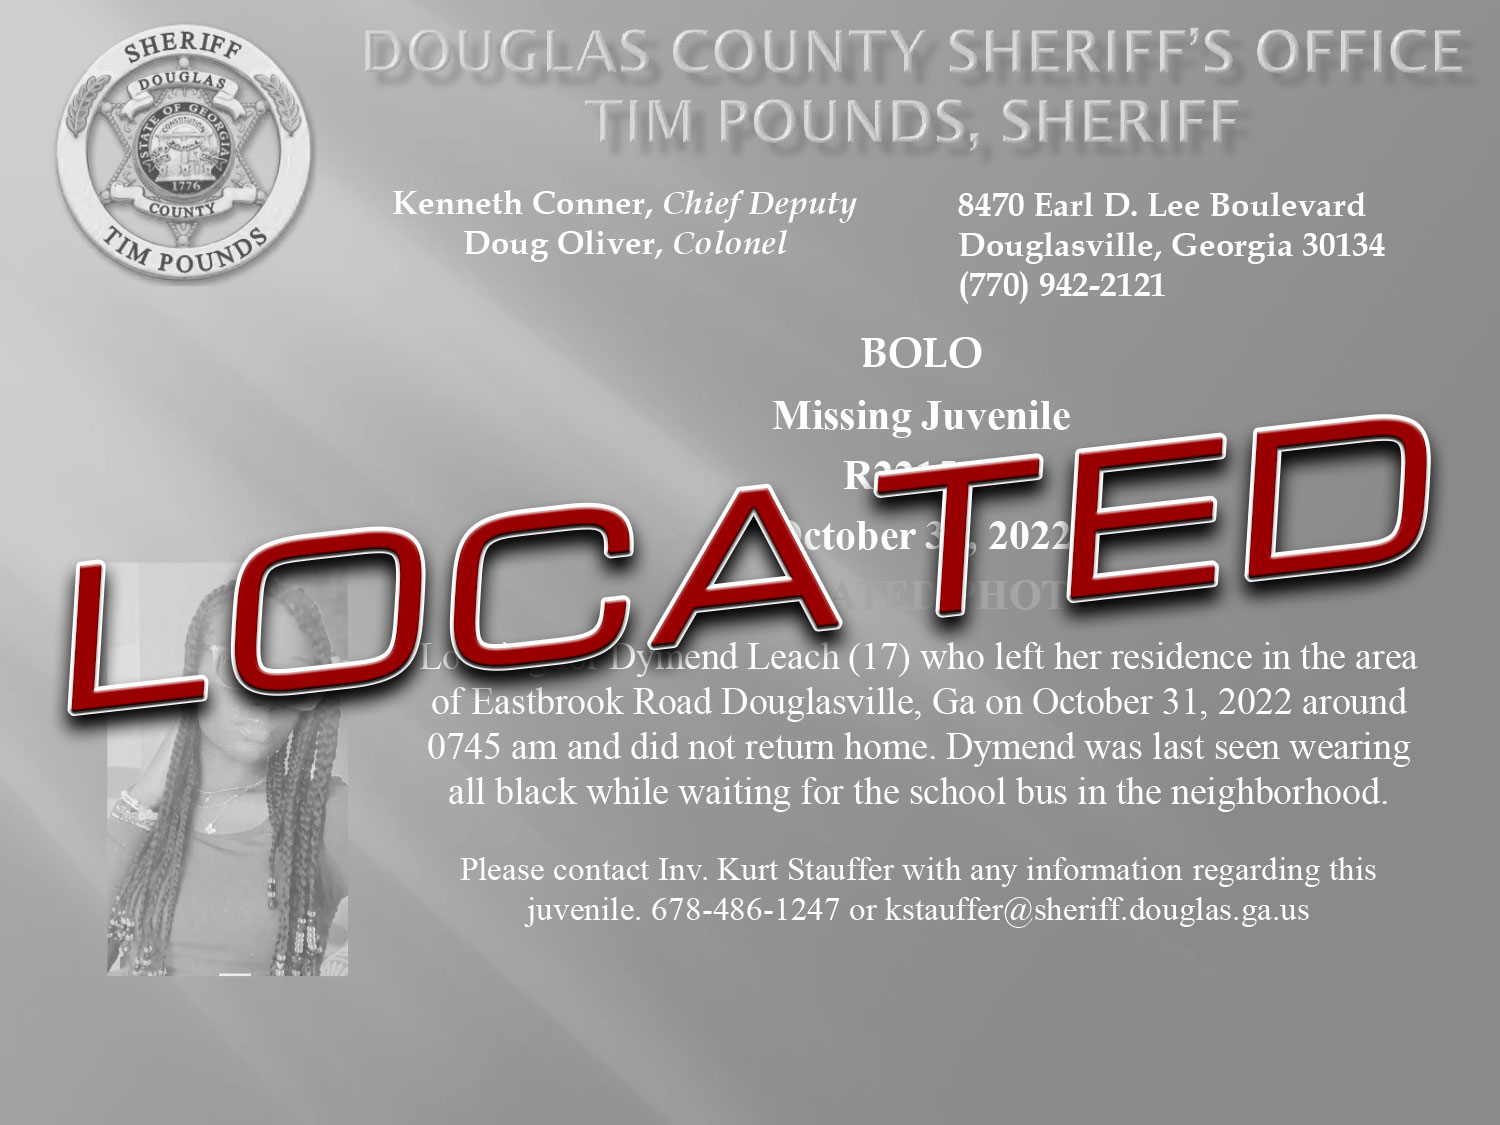 SHERIFF
DOUGLAS
STATE OF GEORGIA
CONSTITUTION
1776
COUNTY
TIM POUNDS
DOUGLAS COUNTY SHERIFF’S OFFICE
TIM POUNDS, SHERIFF
Kenneth Conner, Chief Deputy
Doug Oliver, Colonel
8470 Earl D. Lee Boulevard
Douglasville, Georgia 30134
(770) 942-2121
BOLO
Missing Juvenile
October 2022
LOCATED
Dymend Leach (17) who left her residence in the area
of Eastbrook Road Douglasville, Ga on October 31, 2022 around
0745 am and did not return home. Dymend was last seen wearing
all black while waiting for the school bus in the neighborhood.
Please contact Inv. Kurt Stauffer with any information regarding this
juvenile. 678-486-1247 or kstauffer@sheriff.douglas.ga.us